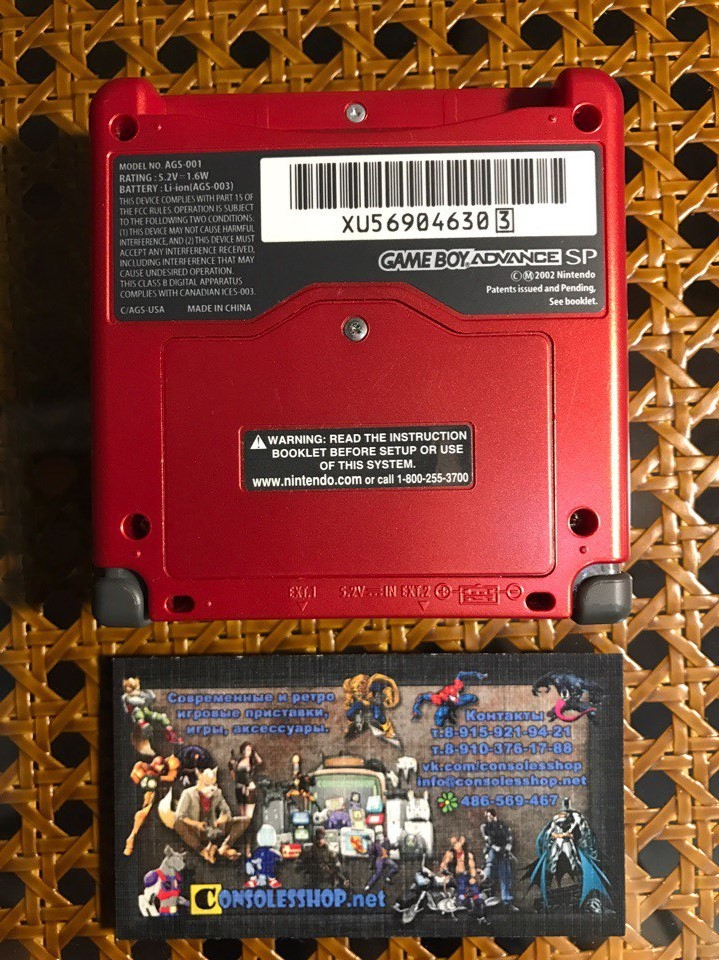 MODEL NO. AGS-001
RATING : 5.2V⎓1.6W
BATTERY : Li-ion(AGS-003)
THIS DEVICE COMPLIES WITH PART 15 OF
THE FCC RULES. OPERATION IS SUBJECT
TO THE FOLLOWING TWO CONDITIONS.
(1) THIS DEVICE MAY NOT CAUSE HARMFUL
INTERFERENCE, AND (2) THIS DEVICE MUST
ACCEPT ANY INTERFERENCE RECEIVED,
INCLUDING INTERFERENCE THAT MAY
CAUSE UNDESIRED OPERATION.
THIS CLASS B DIGITAL APPARATUS
COMPLIES WITH CANADIAN ICES-003.
C/AGS-USA MADE IN CHINA
XU56904630 3
GAME BOY ADVANCE SP
© Ⓜ 2002 Nintendo
Patents issued and Pending,
See booklet.
⚠ WARNING: READ THE INSTRUCTION
BOOKLET BEFORE SETUP OR USE
OF THIS SYSTEM.
www.nintendo.com or call 1-800-255-3700
EXT.1 5.2V⎓IN EXT.2
Современные и ретро
игровые приставки,
игры, аксессуары.
Контакты
т.8-915-921-94-21
т.8-910-376-17-88
vk.com/consolesshop
info@consolesshop.net
486-569-467
CONSOLESSHOP.net